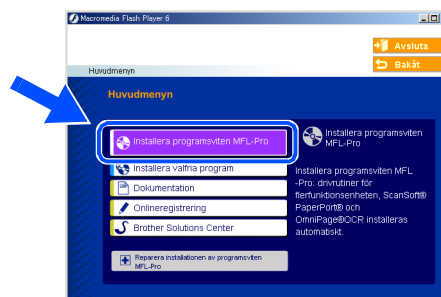 Macromedia Flash Player 6
Avsluta
Bakåt
Huvudmenyn
Huvudmenyn
Installera programsviten MFL-Pro
Installera valfria program
Dokumentation
Onlineregistrering
Brother Solutions Center
Reparera installationen av programsviten
MFL-Pro
Installera programsviten
MFL-Pro
Installera programsviten MFL
-Pro: drivrutiner för
flerfunktionsenheten, ScanSoft®
PaperPort® och
OmniPage®OCR installeras
automatiskt.